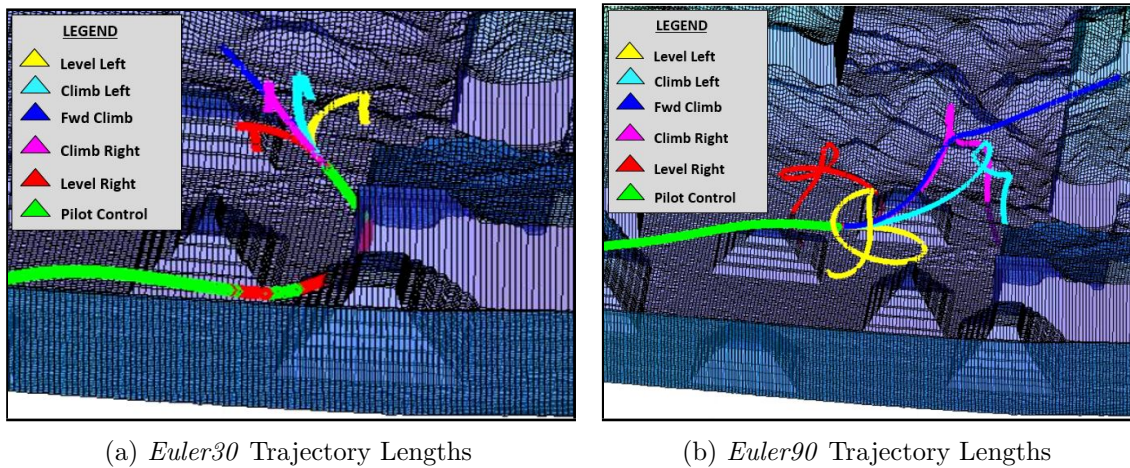 LEGEND
Level Left
Climb Left
Fwd Climb
Climb Right
Level Right
Pilot Control
LEGEND
Level Left
Climb Left
Fwd Climb
Climb Right
Level Right
Pilot Control
(a) Euler30 Trajectory Lengths
(b) Euler90 Trajectory Lengths